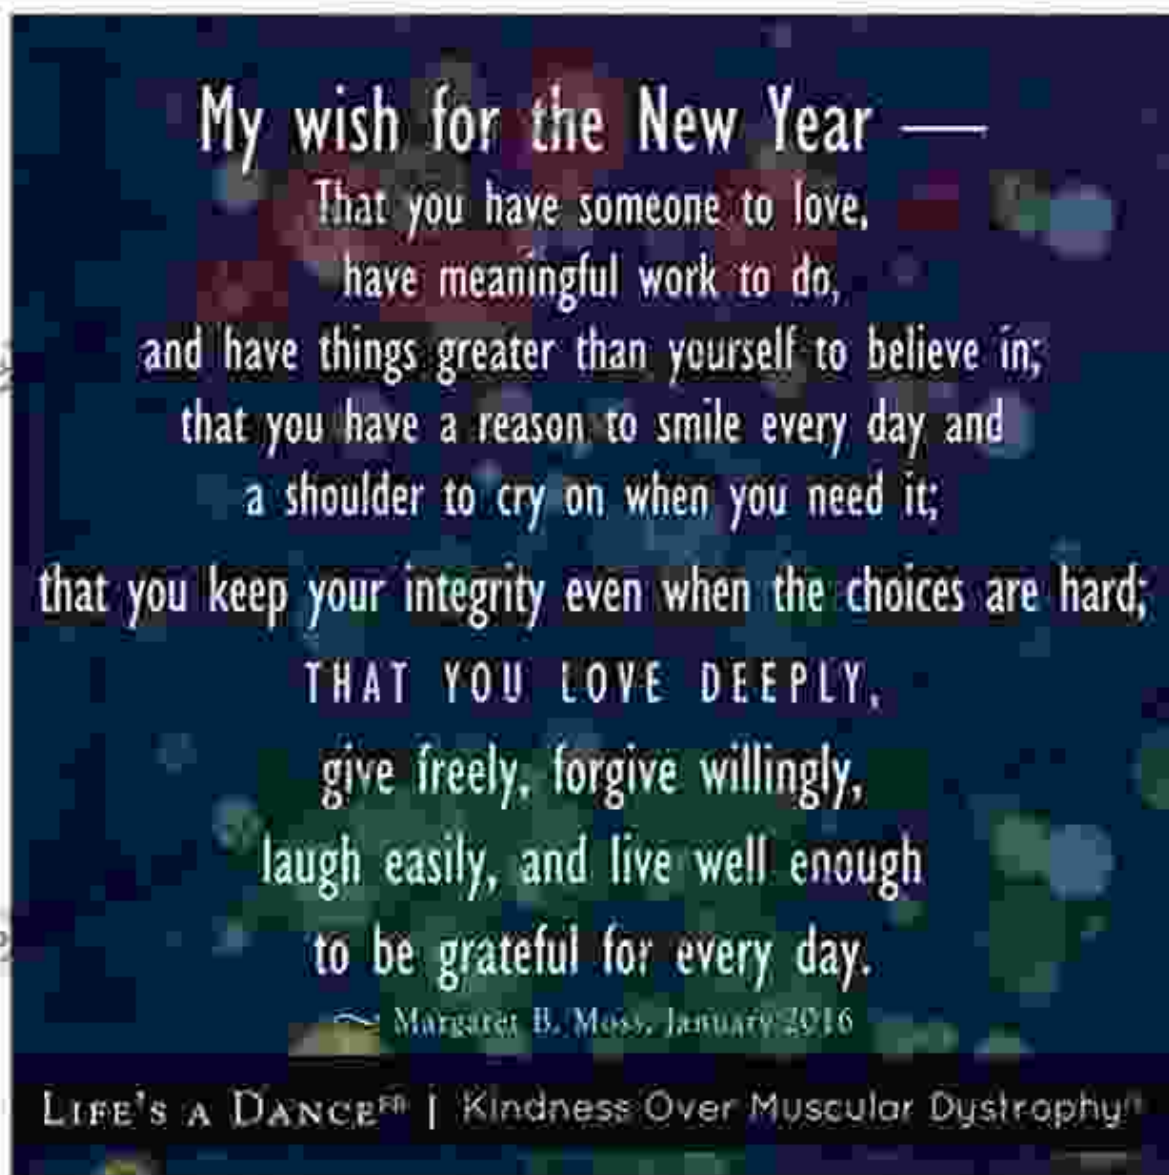 My wish for the New Year —
That you have someone to love,
have meaningful work to do,
and have things greater than yourself to believe in;
that you have a reason to smile every day and
a shoulder to cry on when you need it;
that you keep your integrity even when the choices are hard;
THAT YOU LOVE DEEPLY,
give freely, forgive willingly,
laugh easily, and live well enough
to be grateful for every day.
~ Margaret B. Moss, January 2016
LIFE'S A DANCE | Kindness Over Muscular Dystrophy